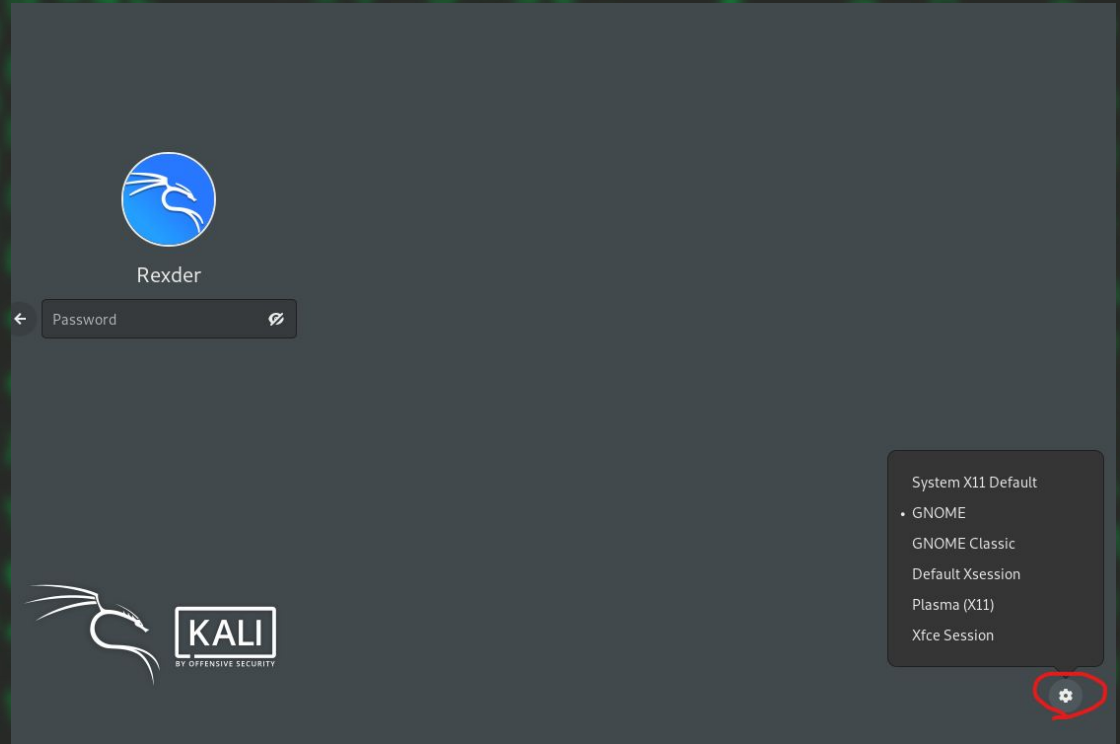 Rexder
Password
System X11 Default
GNOME
GNOME Classic
Default Xsession
Plasma (X11)
Xfce Session
KALI
BY OFFENSIVE SECURITY